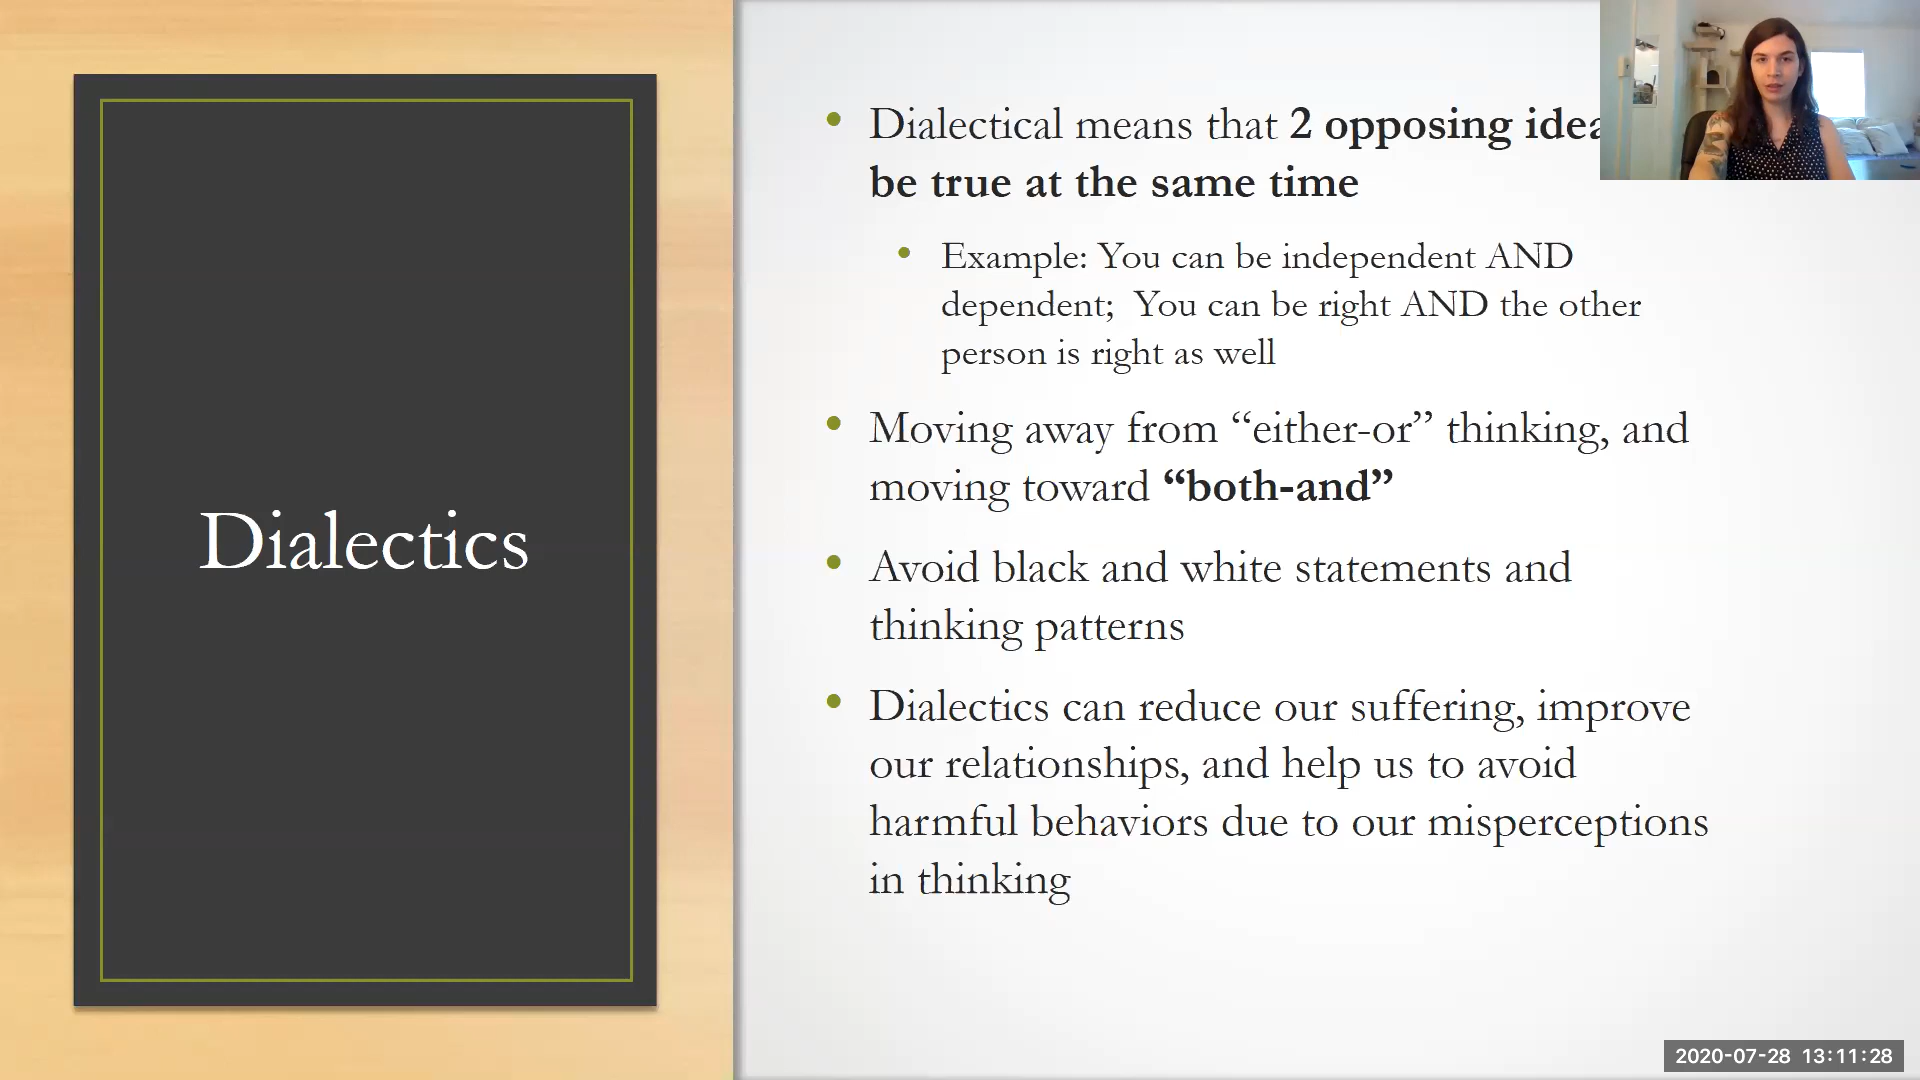 Dialectics
• Dialectical means that 2 opposing
be true at the same time
• Example: You can be independent AND
dependent;  You can be right AND the other
person is right as well
• Moving away from “either-or” thinking, and
moving toward “both-and”
• Avoid black and white statements and
thinking patterns
• Dialectics can reduce our suffering, improve
our relationships, and help us to avoid
harmful behaviors due to our misperceptions
in thinking
2020-07-28 13:11:28